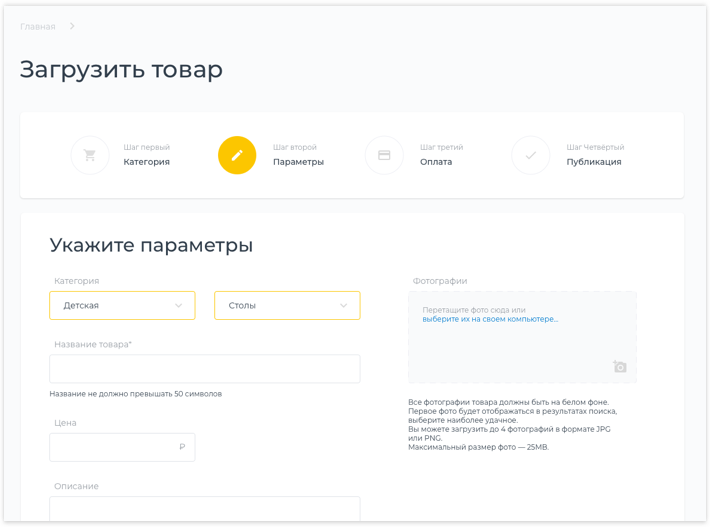 Главная
Загрузить товар
Шаг первый
Категория
Шаг второй
Параметры
Шаг третий
Оплата
Шаг Четвёртый
Публикация
Укажите параметры
Категория
Детская
Столы
Название товара*
Название не должно превышать 50 символов
Цена
₽
Описание
Фотографии
Перетащите фото сюда или
выберите их на своем компьютере...
Все фотографии товара должны быть на белом фоне.
Первое фото будет отображаться в результатах поиска,
выберите наиболее удачное.
Вы можете загрузить до 4 фотографий в формате JPG
или PNG.
Максимальный размер фото — 25MB.